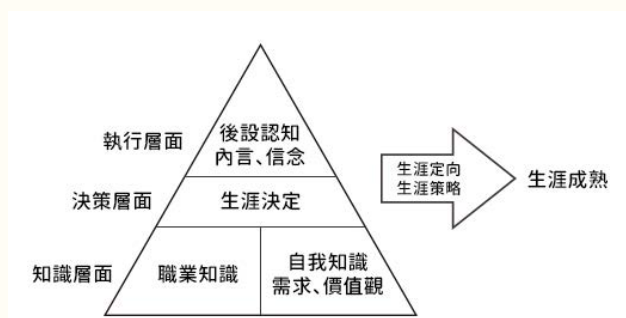 執行層面
後設認知
內言、信念
決策層面
生涯決定
知識層面
職業知識
自我知識
需求、價值觀
生涯定向
生涯策略
生涯成熟